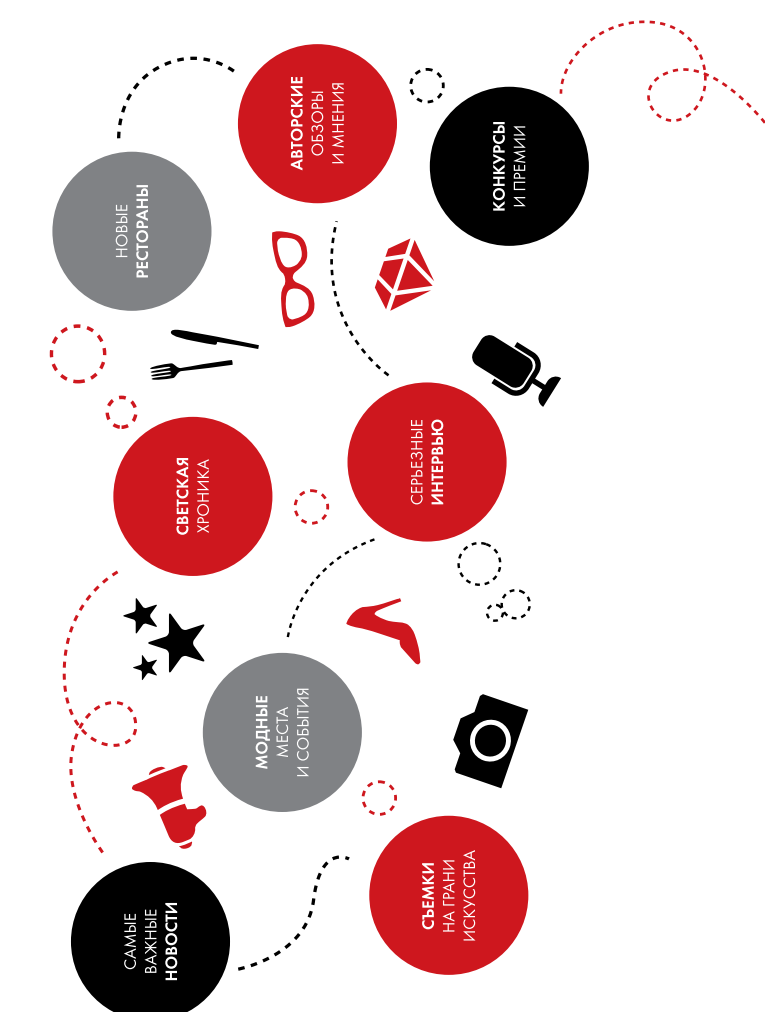 САМЫЕ
ВАЖНЫЕ
НОВОСТИ
СВЕТСКАЯ
ХРОНИКА
НОВЫЕ
РЕСТОРАНЫ
МОДНЫЕ
МЕСТА
И СОБЫТИЯ
АВТОРСКИЕ
ОБЗОРЫ
И МНЕНИЯ
СЪЕМКИ
НА ГРАНИ
ИСКУССТВА
СЕРЬЕЗНЫЕ
ИНТЕРВЬЮ
КОНКУРСЫ
И ПРЕМИИ